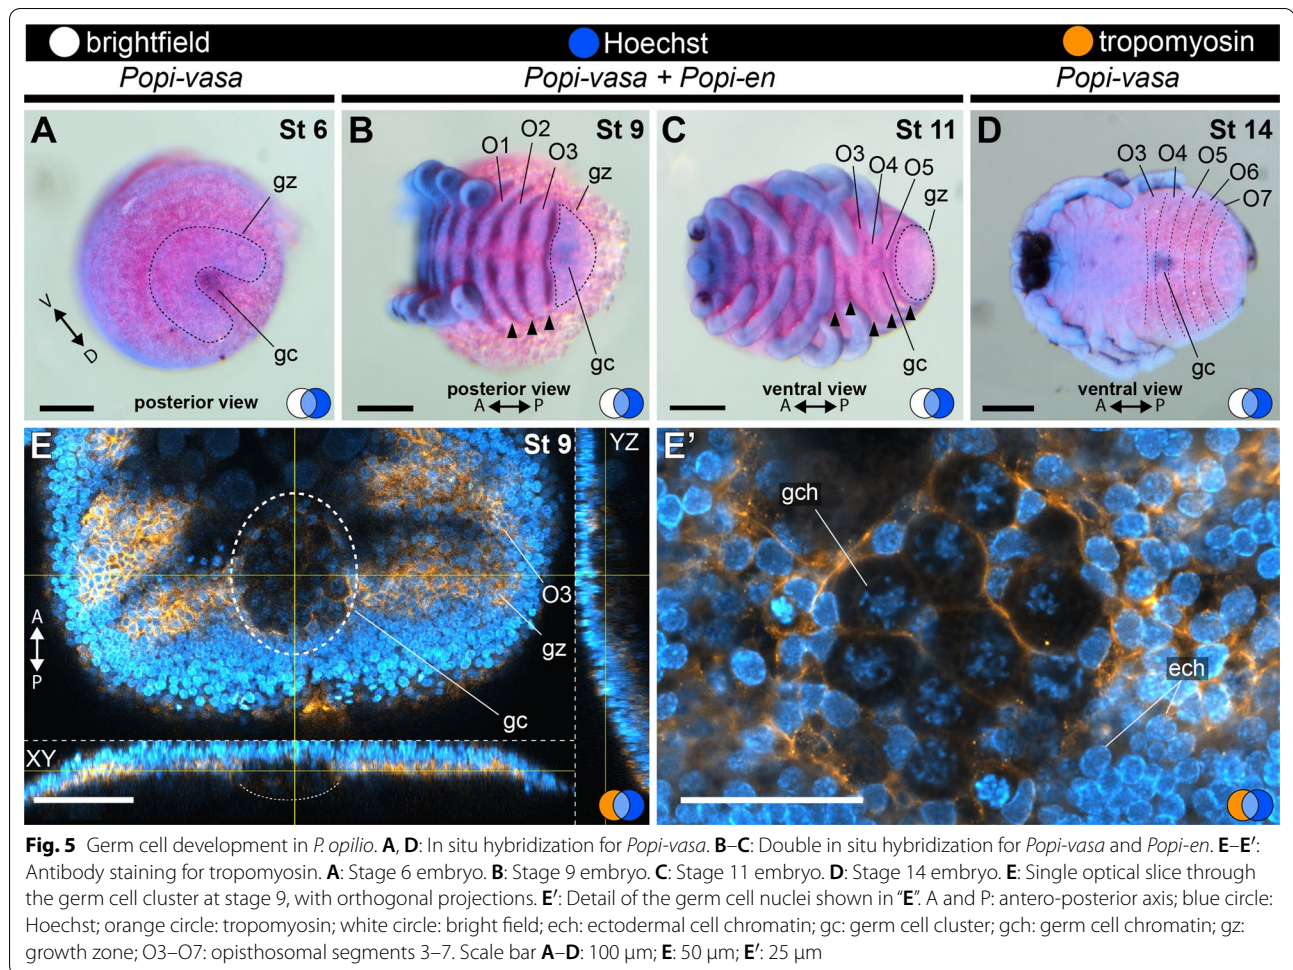 brightfield Hoechst tropomyosin
Popi-vasa Popi-vasa + Popi-en Popi-vasa
A St 6
gz
gc
V
D
posterior view
B St 9
O1 O2 O3 gz
gc
posterior view
A P
C St 11
O3 O4 O5 gz
gc
ventral view
A P
D St 14
O3 O4 O5 O6 O7
gc
ventral view
A P
E St 9 YZ
A
P
O3
gz
gc
XY
E’
gch
ech
Fig. 5 Germ cell development in P. opilio. A, D: In situ hybridization for Popi-vasa. B–C: Double in situ hybridization for Popi-vasa and Popi-en. E–E′:
Antibody staining for tropomyosin. A: Stage 6 embryo. B: Stage 9 embryo. C: Stage 11 embryo. D: Stage 14 embryo. E: Single optical slice through
the germ cell cluster at stage 9, with orthogonal projections. E′: Detail of the germ cell nuclei shown in “E”. A and P: antero-posterior axis; blue circle:
Hoechst; orange circle: tropomyosin; white circle: bright field; ech: ectodermal cell chromatin; gc: germ cell cluster; gch: germ cell chromatin; gz:
growth zone; O3–O7: opisthosomal segments 3–7. Scale bar A–D: 100 µm; E: 50 µm; E′: 25 µm